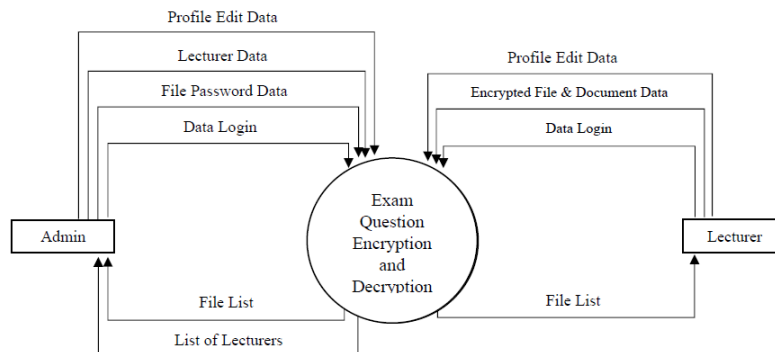 Profile Edit Data
Lecturer Data
File Password Data
Data Login
Profile Edit Data
Encrypted File & Document Data
Data Login
Exam
Question
Encryption
and
Decryption
Admin
Lecturer
File List
List of Lecturers
File List